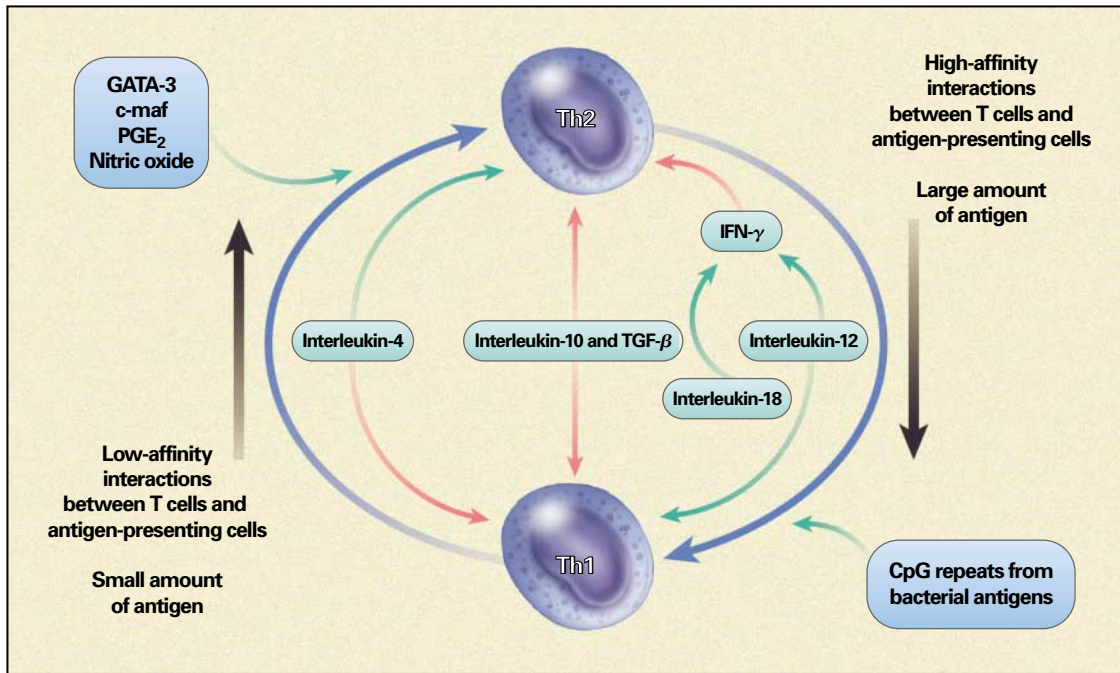 GATA-3
c-maf
PGE₂
Nitric oxide
Th2
High-affinity
interactions
between T cells and
antigen-presenting cells
Large amount
of antigen
IFN-γ
Interleukin-4
Interleukin-10 and TGF-β
Interleukin-12
Interleukin-18
Low-affinity
interactions
between T cells and
antigen-presenting cells
Small amount
of antigen
Th1
CpG repeats from
bacterial antigens